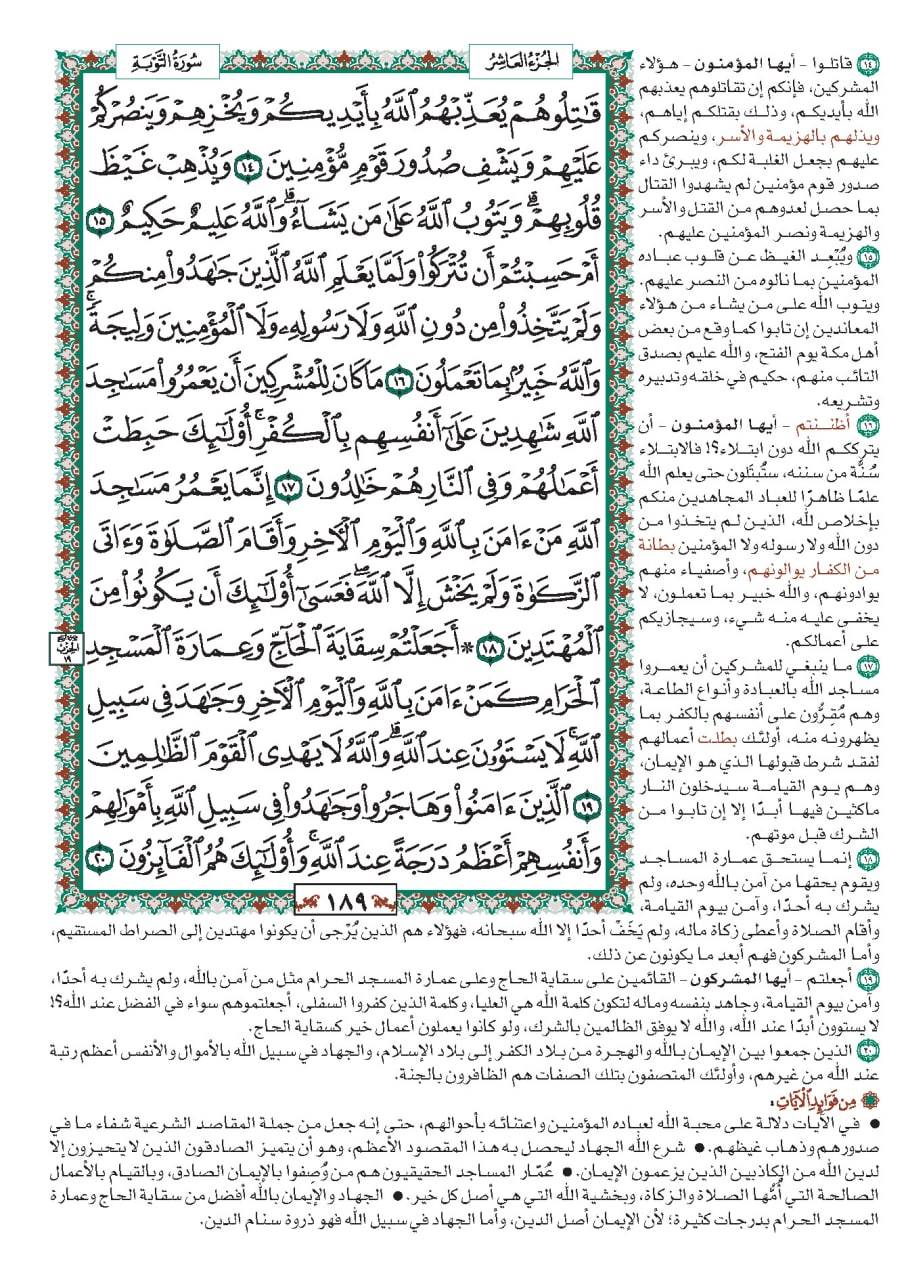 سُورَةُ التَّوْبَةِ
الجُزْءُ العَاشِرُ
قَٰتِلُوهُمْ يُعَذِّبْهُمُ ٱللَّهُ بِأَيْدِيكُمْ وَيُخْزِهِمْ وَيَنصُرْكُمْ
عَلَيْهِمْ وَيَشْفِ صُدُورَ قَوْمٍ مُّؤْمِنِينَ ١٤ وَيُذْهِبْ غَيْظَ
قُلُوبِهِمْۗ وَيَتُوبُ ٱللَّهُ عَلَىٰ مَن يَشَآءُۗ وَٱللَّهُ عَلِيمٌ حَكِيمٌ ١٥
أَمْ حَسِبْتُمْ أَن تُتْرَكُوا۟ وَلَمَّا يَعْلَمِ ٱللَّهُ ٱلَّذِينَ جَٰهَدُوا۟ مِنكُمْ
وَلَمْ يَتَّخِذُوا۟ مِن دُونِ ٱللَّهِ وَلَا رَسُولِهِۦ وَلَا ٱلْمُؤْمِنِينَ وَلِيجَةًۚ
وَٱللَّهُ خَبِيرٌۢ بِمَا تَعْمَلُونَ ١٦ مَا كَانَ لِلْمُشْرِكِينَ أَن يَعْمُرُوا۟ مَسَٰجِدَ
ٱللَّهِ شَٰهِدِينَ عَلَىٰٓ أَنفُسِهِم بِٱلْكُفْرِۚ أُو۟لَٰٓئِكَ حَبِطَتْ
أَعْمَٰلُهُمْ وَفِى ٱلنَّارِ هُمْ خَٰلِدُونَ ١٧ إِنَّمَا يَعْمُرُ مَسَٰجِدَ
ٱللَّهِ مَنْ ءَامَنَ بِٱللَّهِ وَٱلْيَوْمِ ٱلْءَاخِرِ وَأَقَامَ ٱلصَّلَوٰةَ وَءَاتَى
ٱلزَّكَوٰةَ وَلَمْ يَخْشَ إِلَّا ٱللَّهَۖ فَعَسَىٰٓ أُو۟لَٰٓئِكَ أَن يَكُونُوا۟ مِنَ
ٱلْمُهْتَدِينَ ١٨ *أَجَعَلْتُمْ سِقَايَةَ ٱلْحَآجِّ وَعِمَارَةَ ٱلْمَسْجِدِ
ٱلْحَرَامِ كَمَنْ ءَامَنَ بِٱللَّهِ وَٱلْيَوْمِ ٱلْءَاخِرِ وَجَٰهَدَ فِى سَبِيلِ
ٱللَّهِۚ لَا يَسْتَوُۥنَ عِندَ ٱللَّهِۗ وَٱللَّهُ لَا يَهْدِى ٱلْقَوْمَ ٱلظَّٰلِمِينَ
١٩ ٱلَّذِينَ ءَامَنُوا۟ وَهَاجَرُوا۟ وَجَٰهَدُوا۟ فِى سَبِيلِ ٱللَّهِ بِأَمْوَٰلِهِمْ
وَأَنفُسِهِمْ أَعْظَمُ دَرَجَةً عِندَ ٱللَّهِۚ وَأُو۟لَٰٓئِكَ هُمُ ٱلْفَآئِزُونَ ٢٠
١٨٩
١٤ قاتلوا - أيها المؤمنون - هؤلاء
المشركين، فإنكم إن تقاتلوهم يعذبهم
الله بأيديكم، وذلك بقتلكم إياهم،
ويذلهم بالهزيمة والأسر، وينصركم
عليهم بجعل الغلبة لكم، ويبرئ داء
صدور قوم مؤمنين لم يشهدوا القتال
بما حصل لعدوهم من القتل والأسر
والهزيمة ونصر المؤمنين عليهم.
١٥ ويُبْعِد الغيظ عن قلوب عباده
المؤمنين بما نالوه من النصر عليهم.
ويتوب الله على من يشاء من هؤلاء
المعاندين إن تابوا كما وقع من بعض
أهل مكة يوم الفتح، والله عليم بصدق
التائب منهم، حكيم في خلقه وتدبيره
وتشريعه.
١٦ أظننتم - أيها المؤمنون - أن
يترككم الله دون ابتلاء؟! فالابتلاء
سُنَّة من سننه، ستُبتَلون حتى يعلم الله
علمًا ظاهرًا للعباد المجاهدين منكم
بإخلاص لله، الذين لم يتخذوا من
دون الله ولا رسوله ولا المؤمنين بطانة
من الكفار يوالونهم، وأصفياء منهم
يوادونهم، والله خبير بما تعملون، لا
يخفى عليه منه شيء، وسيجازيكم
على أعمالكم.
١٧ ما ينبغي للمشركين أن يعمروا
مساجد الله بالعبادة وأنواع الطاعة،
وهم مُقِرُّون على أنفسهم بالكفر بما
يظهرونه منه، أولئك بطلت أعمالهم
لفقد شرط قبولها الذي هو الإيمان،
وهم يوم القيامة سيدخلون النار
ماكثين فيها أبدًا إلا إن تابوا من
الشرك قبل موتهم.
١٨ إنما يستحق عمارة المساجد
ويقوم بحقها من آمن بالله وحده، ولم
يشرك به أحدًا، وآمن بيوم القيامة،
وأقام الصلاة وأعطى زكاة ماله، ولم يَخَفْ أحدًا إلا الله سبحانه، فهؤلاء هم الذين يُرْجى أن يكونوا مهتدين إلى الصراط المستقيم،
وأما المشركون فهم أبعد ما يكونون عن ذلك.
١٩ أجعلتم - أيها المشركون - القائمين على سقاية الحاج وعلى عمارة المسجد الحرام مثل من آمن بالله، ولم يشرك به أحدًا،
وآمن بيوم القيامة، وجاهد بنفسه وماله لتكون كلمة الله هي العليا، وكلمة الذين كفروا السفلى، أجعلتموهم سواء في الفضل عند الله؟!
لا يستوون أبدًا عند الله، والله لا يوفق الظالمين بالشرك، ولو كانوا يعملون أعمال خير كسقاية الحاج.
٢٠ الذين جمعوا بين الإيمان بالله والهجرة من بلاد الكفر إلى بلاد الإسلام، والجهاد في سبيل الله بالأموال والأنفس أعظم رتبة
عند الله من غيرهم، وأولئك المتصفون بتلك الصفات هم الظافرون بالجنة.
مِن فَوَائِدِ الآيَاتِ:
• في الآيات دلالة على محبة الله لعباده المؤمنين واعتنائه بأحوالهم، حتى إنه جعل من جملة المقاصد الشرعية شفاء ما في
صدورهم وذهاب غيظهم. • شرع الله الجهاد ليحصل به هذا المقصود الأعظم، وهو أن يتميز الصادقون الذين لا يتحيزون إلا
لدين الله من الكاذبين الذين يزعمون الإيمان. • عُمَّار المساجد الحقيقيون هم من وُصِفوا بالإيمان الصادق، وبالقيام بالأعمال
الصالحة التي أُمُّها الصلاة والزكاة، وبخشية الله التي هي أصل كل خير. • الجهاد والإيمان بالله أفضل من سقاية الحاج وعمارة
المسجد الحرام بدرجات كثيرة؛ لأن الإيمان أصل الدين، وأما الجهاد في سبيل الله فهو ذروة سنام الدين.